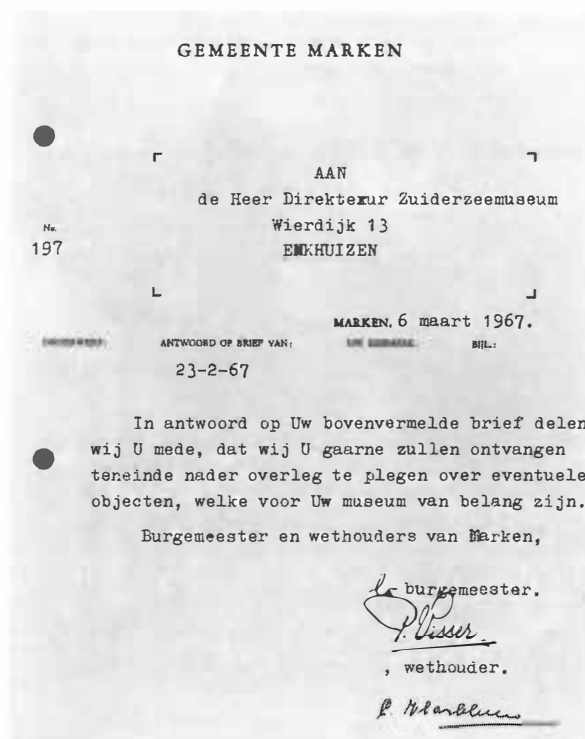 GEMEENTE MARKEN
AAN
de Heer Direkteur Zuiderzeemuseum
Wierdijk 13
ENKHUIZEN
No.
197
MARKEN, 6 maart 1967.
ANTWOORD OP BRIEF VAN:
BIJL.:
23-2-67
In antwoord op Uw bovenvermelde brief delen
wij U mede, dat wij U gaarne zullen ontvangen
teneinde nader overleg te plegen over eventuele
objecten, welke voor Uw museum van belang zijn.
Burgemeester en wethouders van Marken,
burgemeester.
P. Visser
, wethouder.